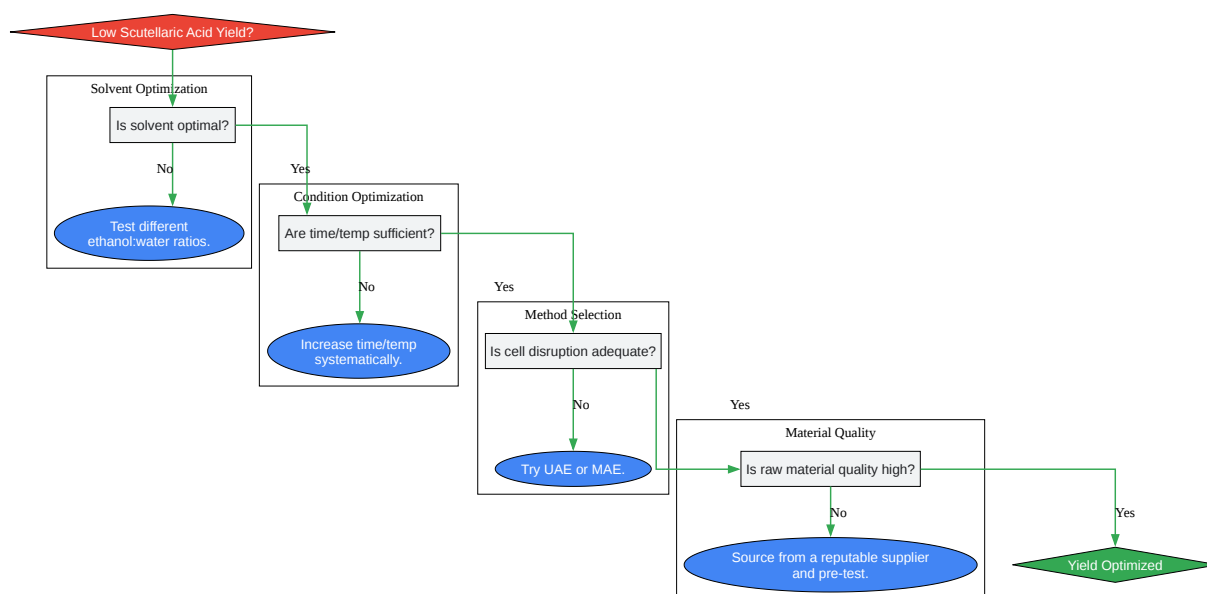 Low Scutellaric Acid Yield?
Solvent Optimization
Is solvent optimal?
No
Yes
Test different
ethanol:water ratios.
Condition Optimization
Are time/temp sufficient?
No
Yes
Increase time/temp
systematically.
Method Selection
Is cell disruption adequate?
No
Yes
Try UAE or MAE.
Material Quality
Is raw material quality high?
No
Yes
Source from a reputable supplier
and pre-test.
Yield Optimized